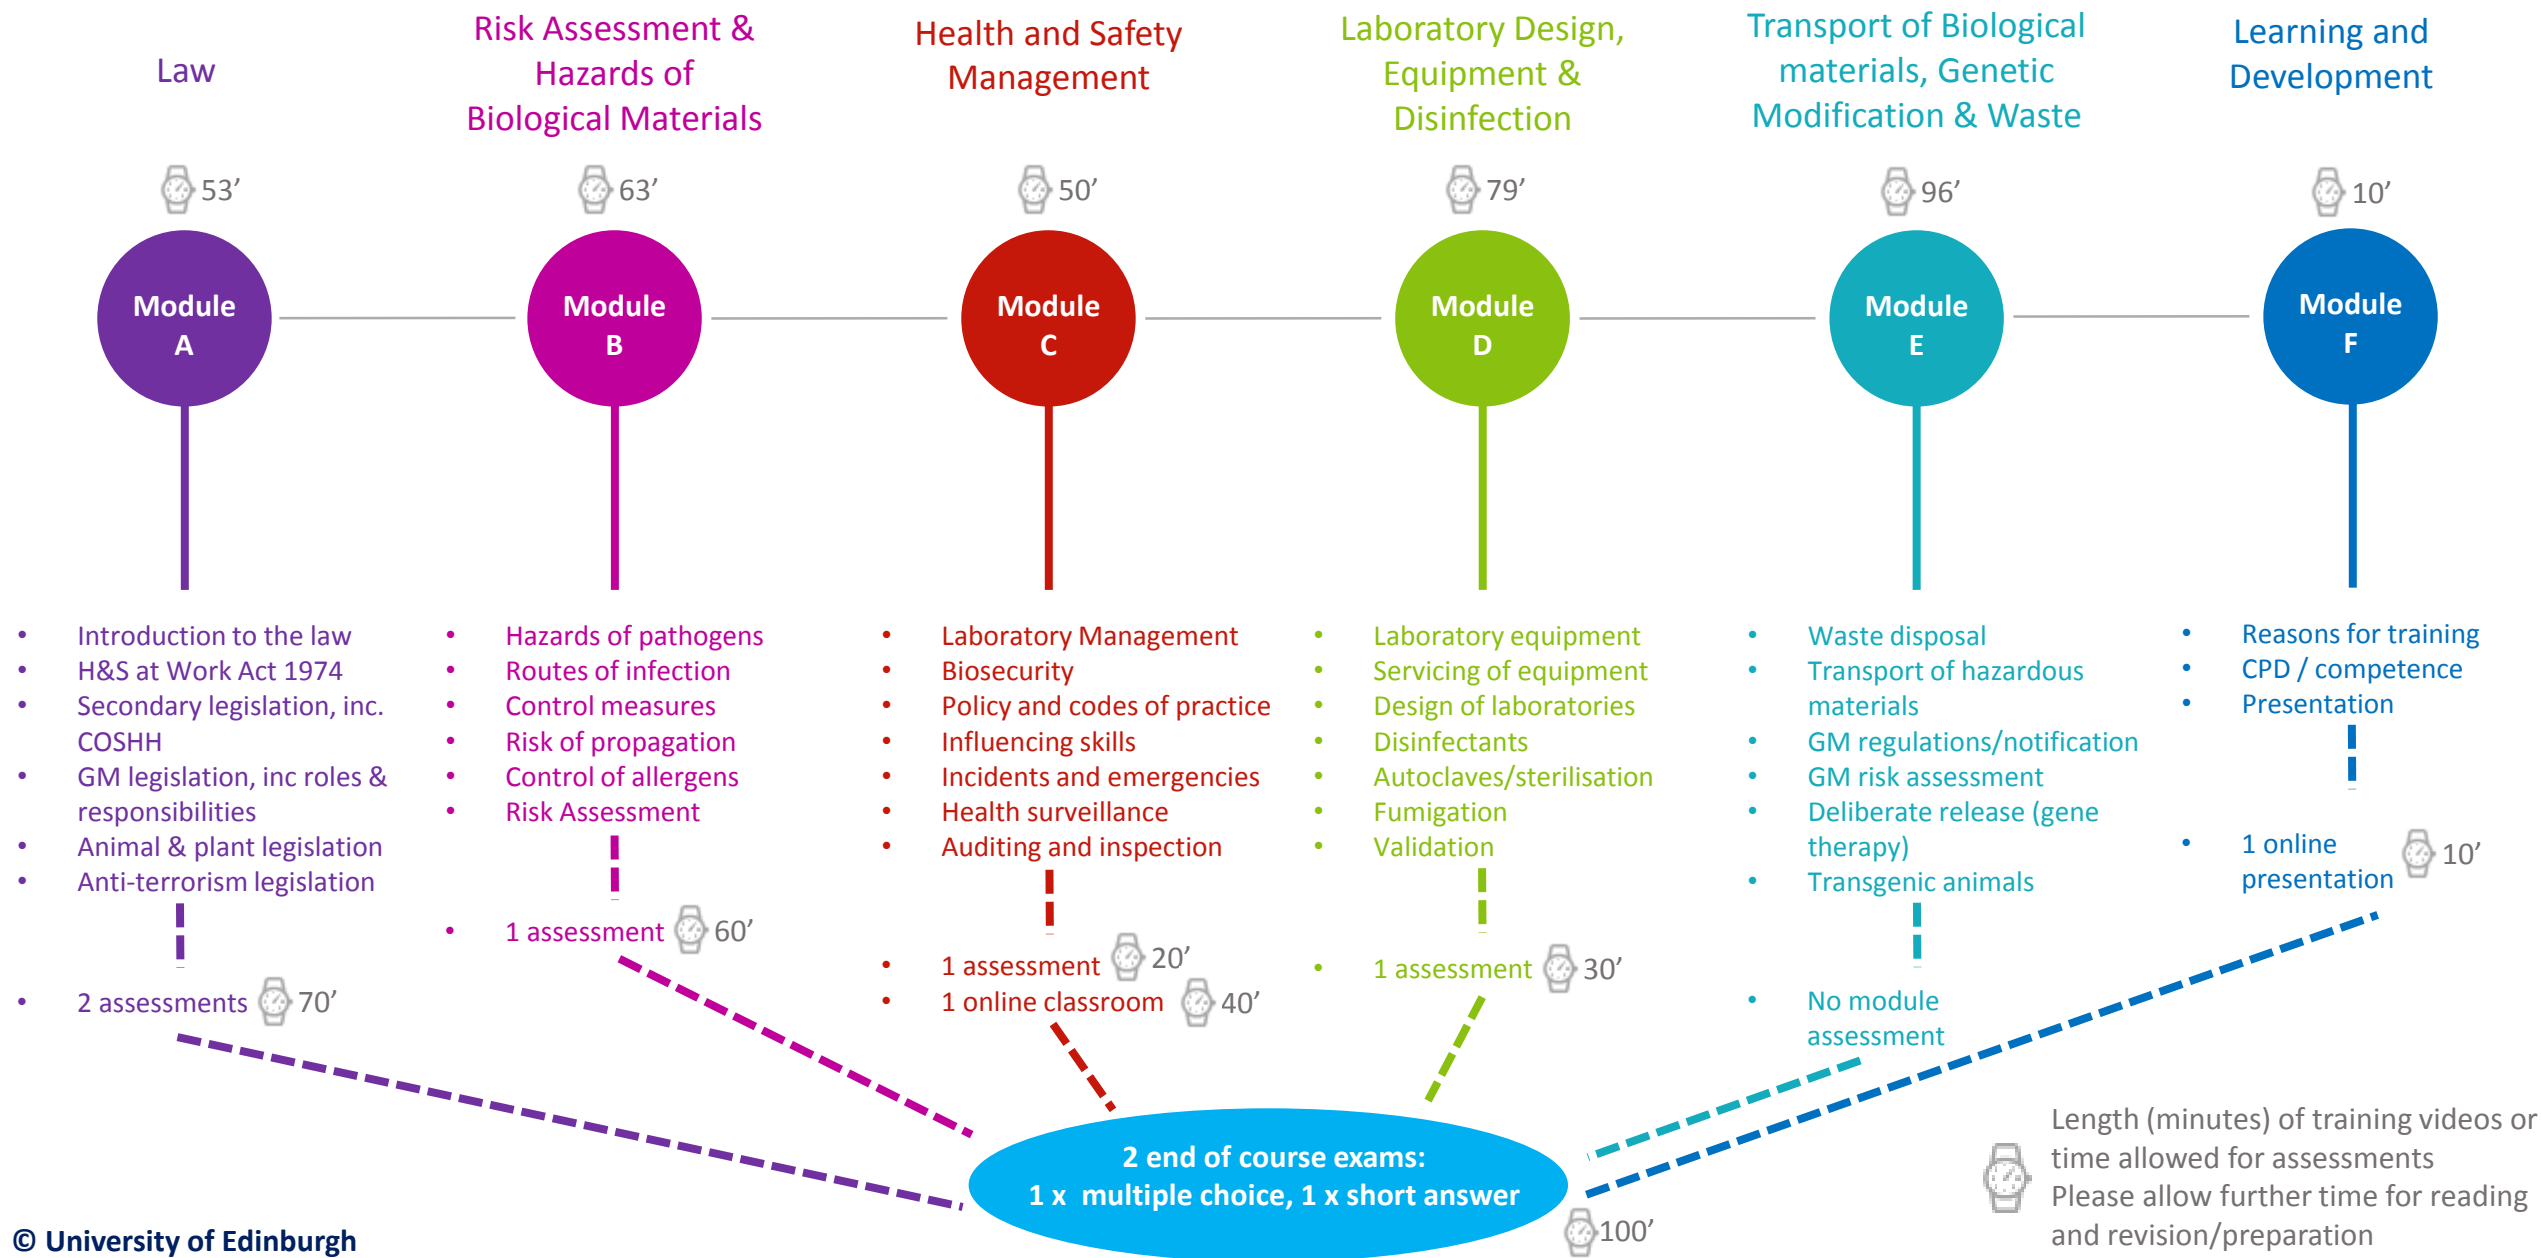 Law
53’
Module
A
• Introduction to the law
• H&S at Work Act 1974
• Secondary legislation, inc.
COSHH
• GM legislation, inc roles &
responsibilities
• Animal & plant legislation
• Anti-terrorism legislation
• 2 assessments 70’
Risk Assessment &
Hazards of
Biological Materials
63’
Module
B
• Hazards of pathogens
• Routes of infection
• Control measures
• Risk of propagation
• Control of allergens
• Risk Assessment
• 1 assessment 60’
Health and Safety
Management
50’
Module
C
• Laboratory Management
• Biosecurity
• Policy and codes of practice
• Influencing skills
• Incidents and emergencies
• Health surveillance
• Auditing and inspection
• 1 assessment 20’
• 1 online classroom 40’
Laboratory Design,
Equipment &
Disinfection
79’
Module
D
• Laboratory equipment
• Servicing of equipment
• Design of laboratories
• Disinfectants
• Autoclaves/sterilisation
• Fumigation
• Validation
• 1 assessment 30’
Transport of Biological
materials, Genetic
Modification & Waste
96’
Module
E
• Waste disposal
• Transport of hazardous
materials
• GM regulations/notification
• GM risk assessment
• Deliberate release (gene
therapy)
• Transgenic animals
• No module
assessment
Learning and
Development
10’
Module
F
• Reasons for training
• CPD / competence
• Presentation
• 1 online
presentation 10’
2 end of course exams:
1 x multiple choice, 1 x short answer
100’
Length (minutes) of training videos or
time allowed for assessments
Please allow further time for reading
and revision/preparation
© University of Edinburgh